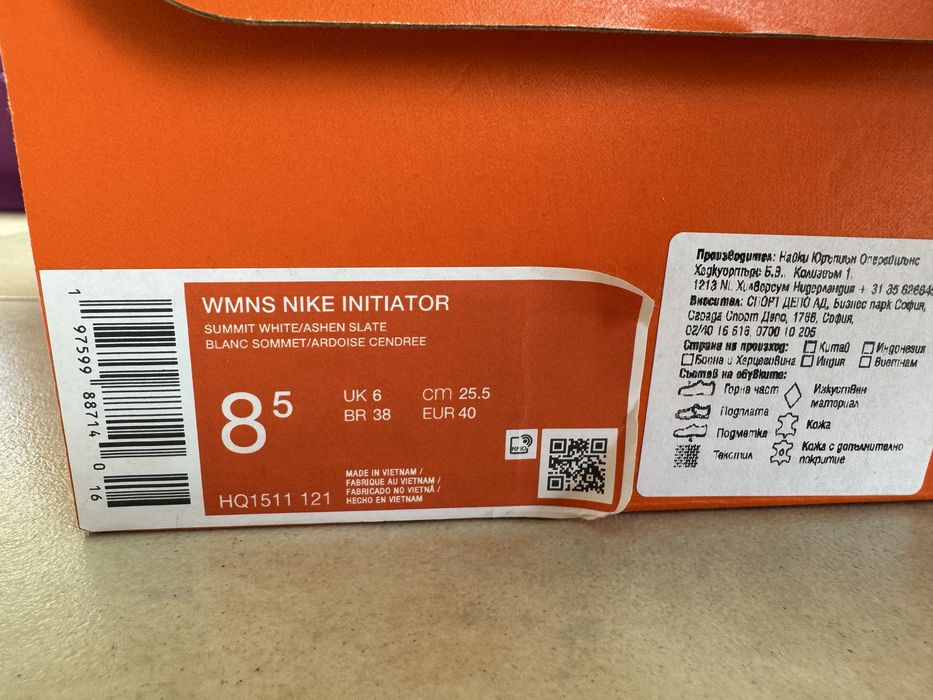 WMNS NIKE INITIATOR
SUMMIT WHITE/ASHEN SLATE
BLANC SOMMET/ARDOISE CENDREE
8⁵
UK 6
cm 25.5
BR 38
EUR 40
HQ1511 121
MADE IN VIETNAM /
FABRIQUE AU VIETNAM /
FABRICADO NO VIETNÃ /
HECHO EN VIETNAM
RFID
1 97599 88714 0 16
Производител: Найки Юръпиън Оперейшънс
Холдуортръс Б.В., Колизеъм 1,
1213 NL Хилверсум Нидерландия + 31 35 626645
Вносител: СПОРТ ДЕПО АД, Бизнес парк София,
Сграда Спорт Депо, 1766, София,
02/40 16 616, 0700 10 205
Страна на произход: Китай Индонезия
Босна и Херцеговина Индия Виетнам
Състав на обувките:
Горна част
Изкуствен
материал
Подплата
Кожа
Подметка
Текстил
Кожа с допълнително
покритие